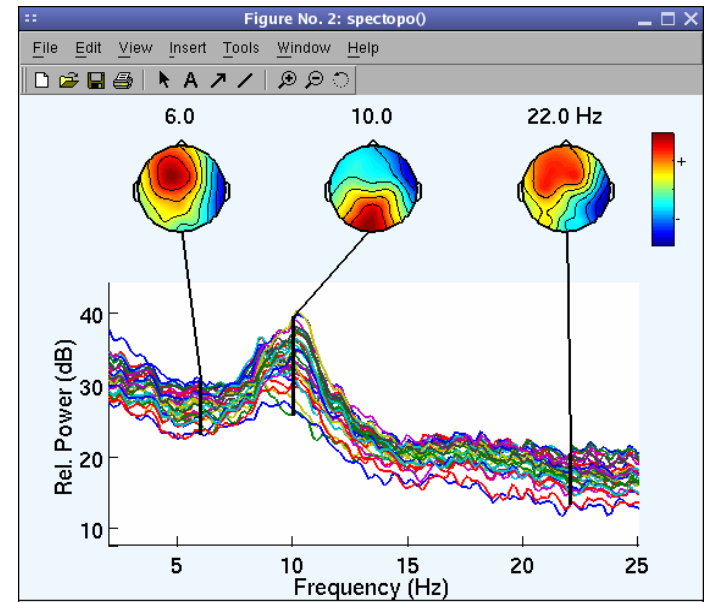 Figure No. 2: spectopo()
File Edit View Insert Tools Window Help
A
6.0 10.0 22.0 Hz
+
-
40
30
20
10
Rel. Power (dB)
5 10 15 20 25
Frequency (Hz)